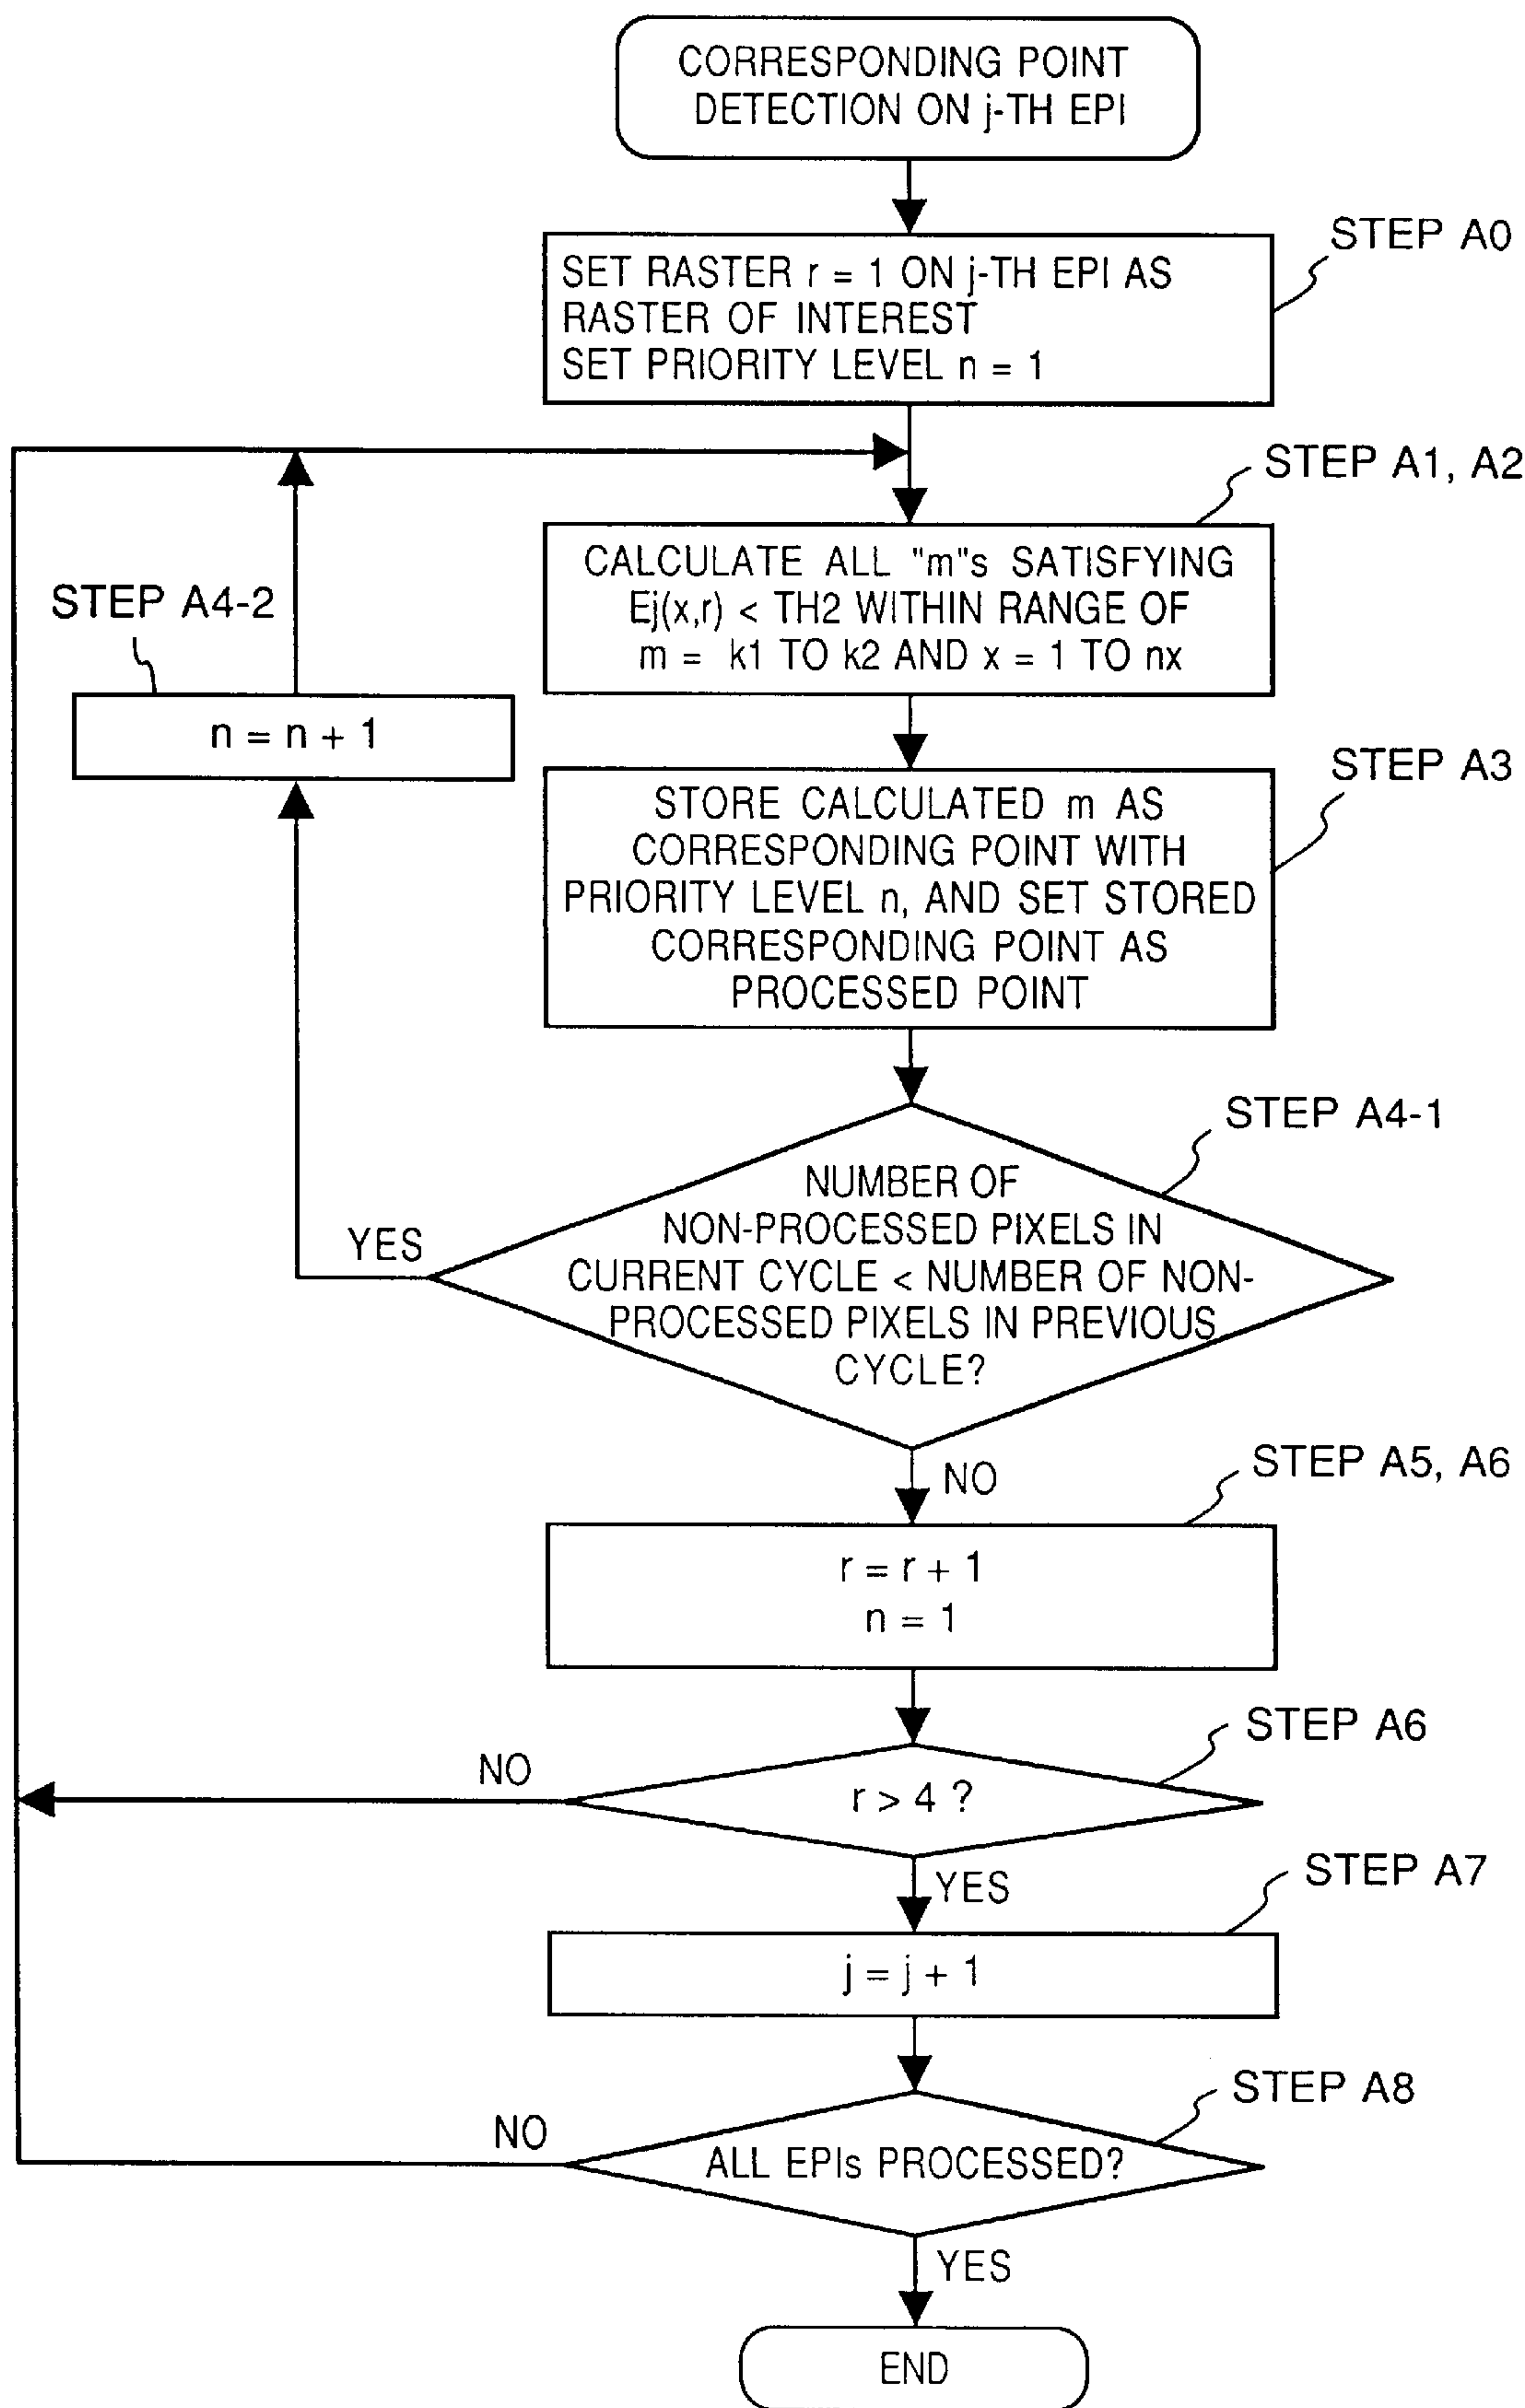 CORRESPONDING POINT
DETECTION ON j-TH EPI
STEP A0
SET RASTER r = 1 ON j-TH EPI AS
RASTER OF INTEREST
SET PRIORITY LEVEL n = 1
STEP A1, A2
CALCULATE ALL "m"s SATISFYING
Ej(x,r) < TH2 WITHIN RANGE OF
m = k1 TO k2 AND x = 1 TO nx
STEP A4-2
n = n + 1
STEP A3
STORE CALCULATED m AS
CORRESPONDING POINT WITH
PRIORITY LEVEL n, AND SET STORED
CORRESPONDING POINT AS
PROCESSED POINT
STEP A4-1
NUMBER OF
NON-PROCESSED PIXELS IN
CURRENT CYCLE < NUMBER OF NON-
PROCESSED PIXELS IN PREVIOUS
CYCLE?
YES
NO
STEP A5, A6
r = r + 1
n = 1
STEP A6
r > 4 ?
NO
YES
STEP A7
j = j + 1
STEP A8
ALL EPIs PROCESSED?
NO
YES
END